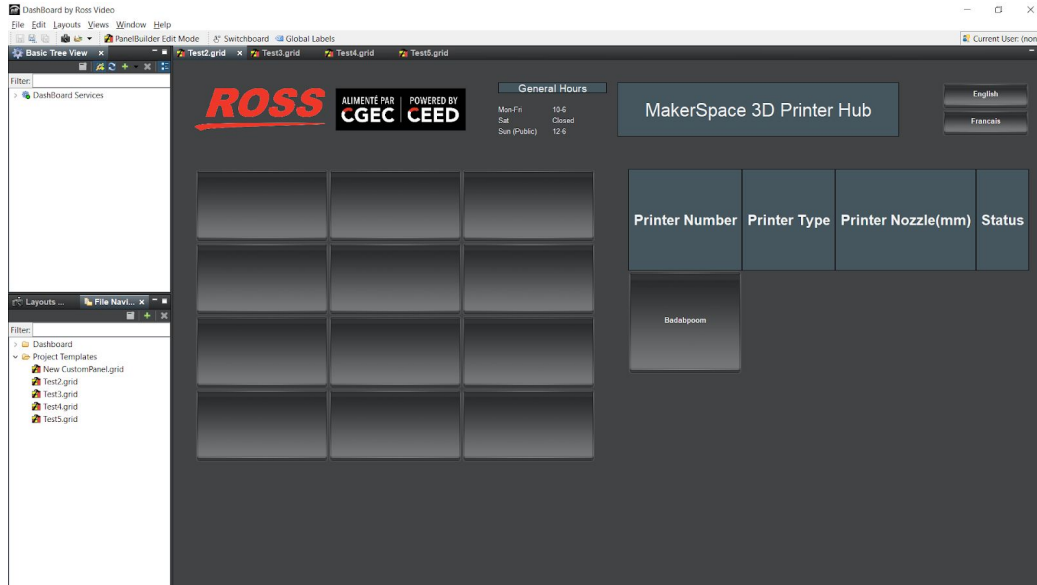 DashBoard by Ross Video
File Edit Layouts Views Window Help
PanelBuilder Edit Mode Switchboard Global Labels
Current User: (non
Basic Tree View
Test2.grid Test3.grid Test4.grid Test5.grid
Filter:
DashBoard Services
ROSS
ALIMENTÉ PAR CGEC
POWERED BY CEED
General Hours
Mon-Fri 10-6
Sat Closed
Sun (Public) 12-6
MakerSpace 3D Printer Hub
English
Francais
Printer Number Printer Type Printer Nozzle(mm) Status
Badabpoom
Layouts ... File Navi...
Filter:
Dashboard
Project Templates
New CustomPanel.grid
Test2.grid
Test3.grid
Test4.grid
Test5.grid